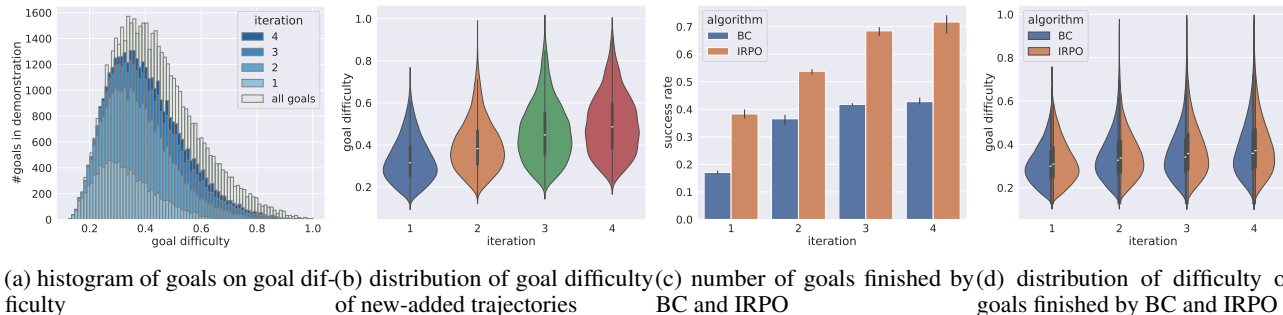 iteration
4
3
2
1
all goals
1600
1400
1200
1000
800
600
400
200
0
#goals in demonstration
0.2 0.4 0.6 0.8 1.0
goal difficulty
1.0
0.8
0.6
0.4
0.2
goal difficulty
1 2 3 4
iteration
algorithm
BC
IRPO
0.7
0.6
0.5
0.4
0.3
0.2
0.1
0.0
success rate
1 2 3 4
iteration
algorithm
BC
IRPO
1.0
0.8
0.6
0.4
0.2
goal difficulty
1 2 3 4
iteration
(a) histogram of goals on goal dif-
ficulty
(b) distribution of goal difficulty
of new-added trajectories
(c) number of goals finished by
BC and IRPO
(d) distribution of difficulty o
goals finished by BC and IRPO